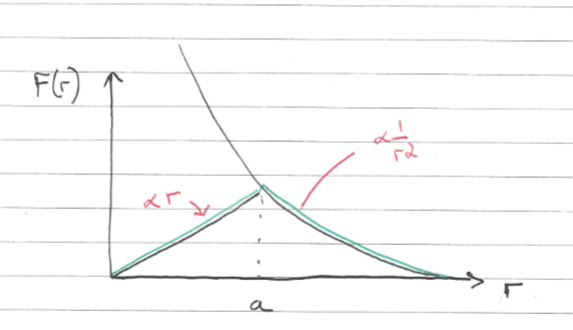 F(r)
∝ 1/r²
∝ r
r
a